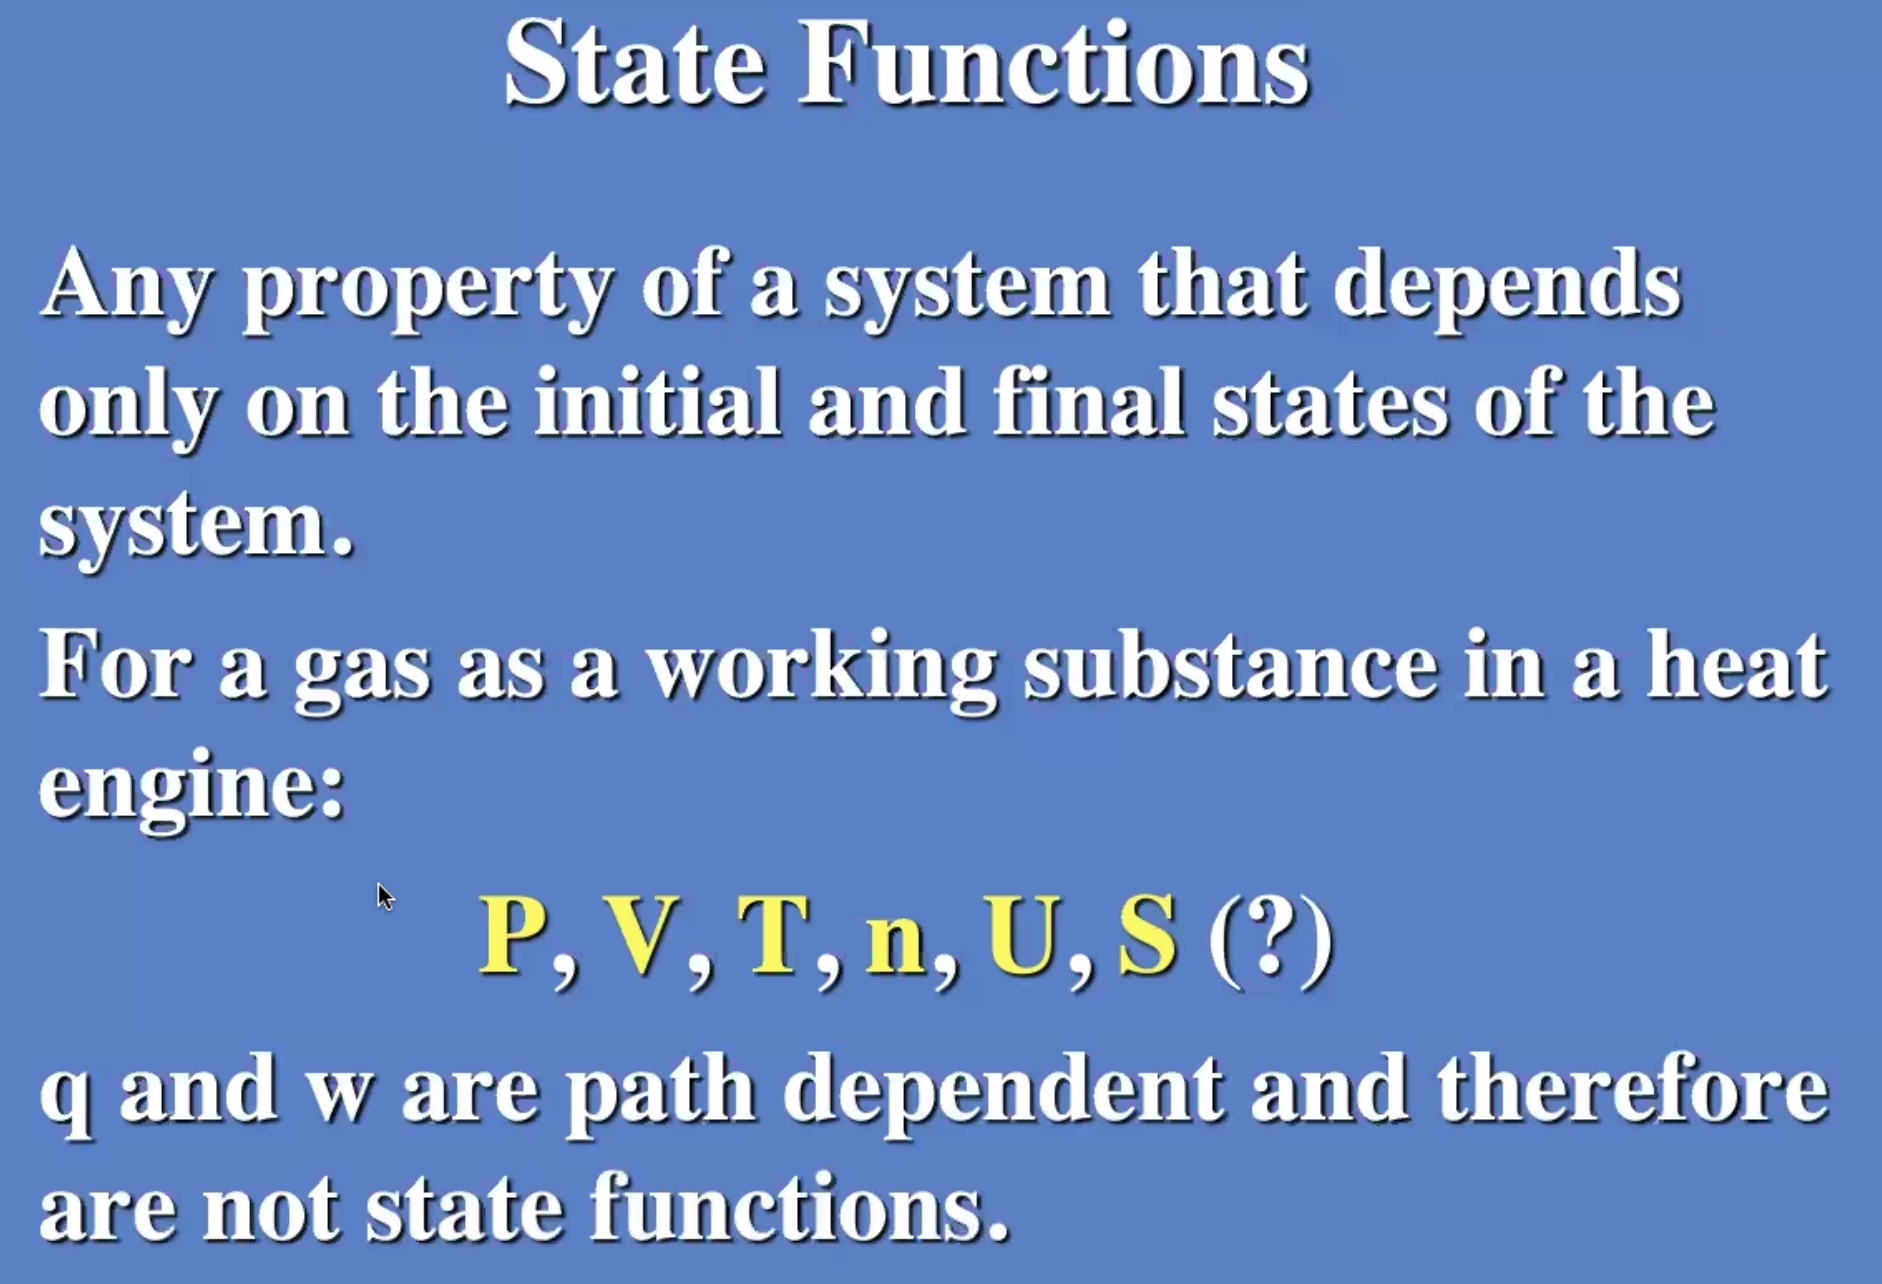 State Functions
Any property of a system that depends
only on the initial and final states of the
system.
For a gas as a working substance in a heat
engine:
P, V, T, n, U, S (?)
q and w are path dependent and therefore
are not state functions.